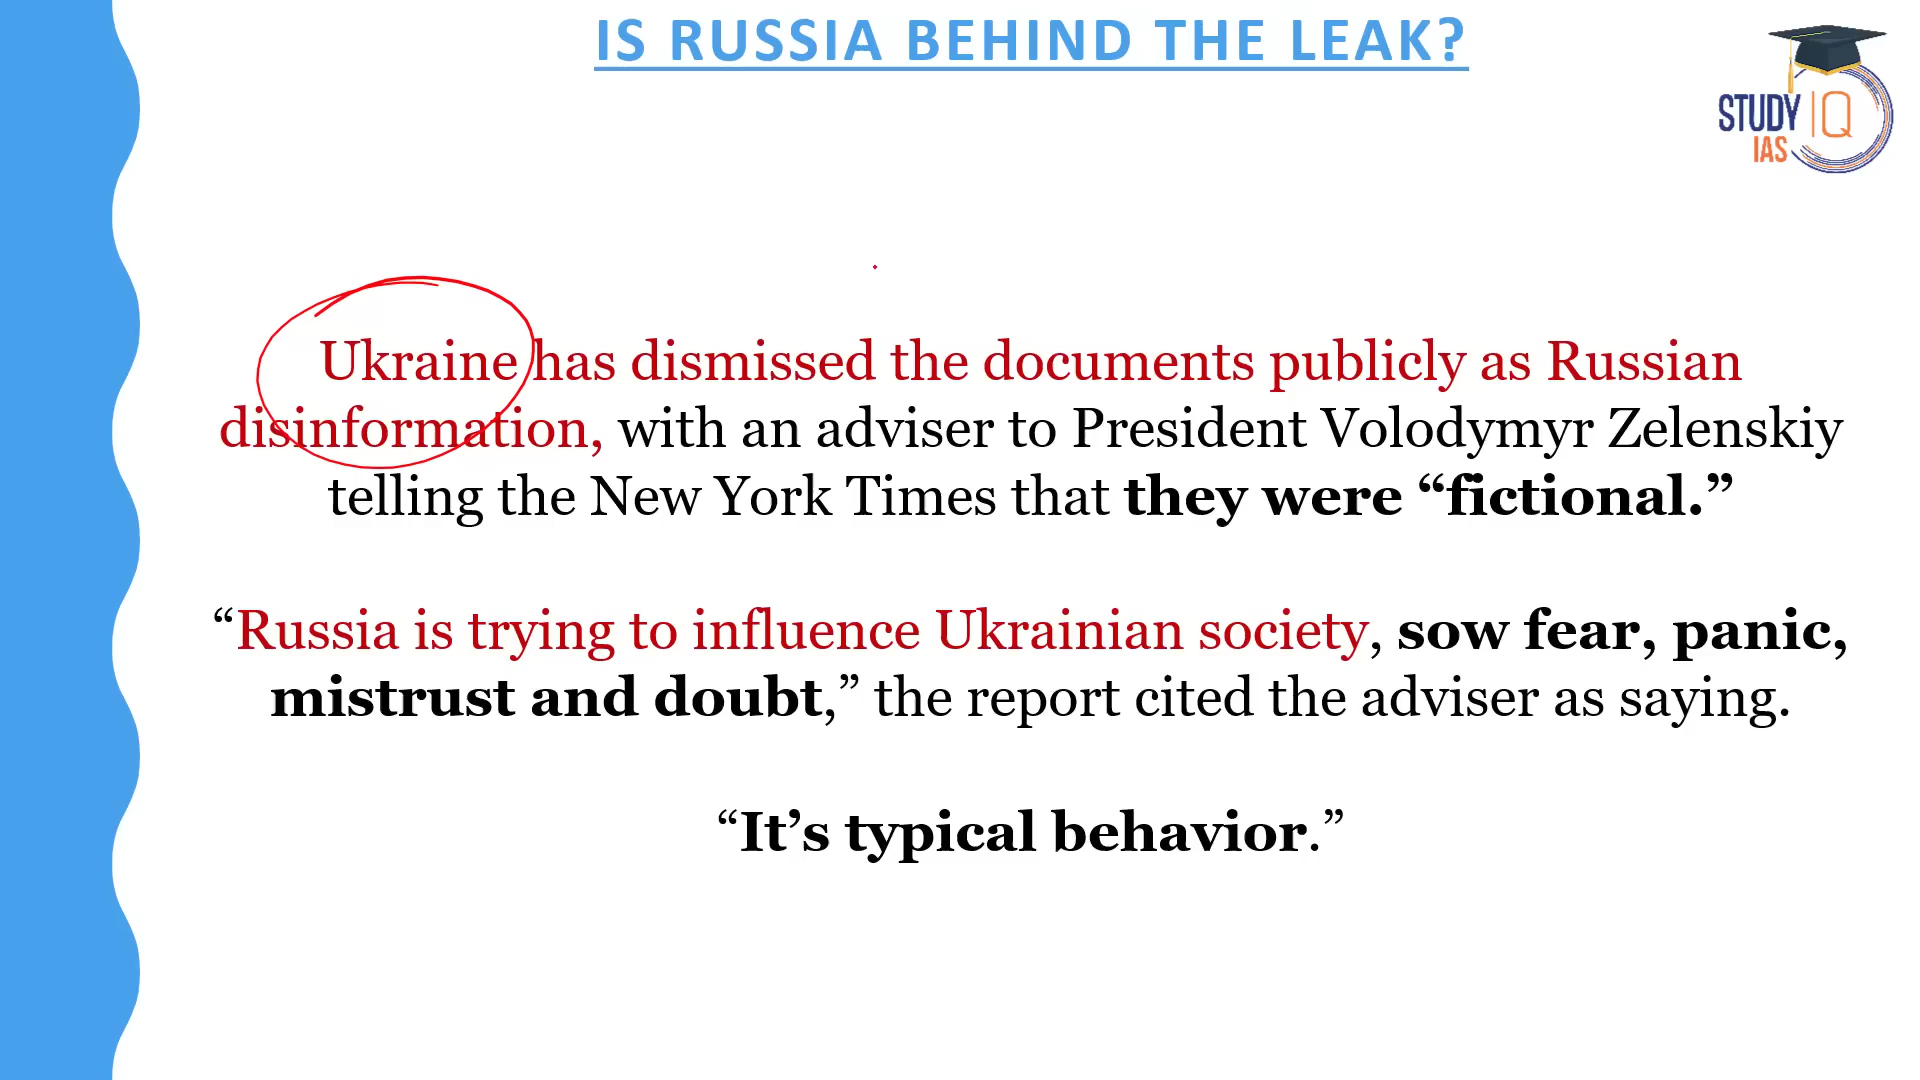 IS RUSSIA BEHIND THE LEAK?
STUDY IQ
IAS
Ukraine has dismissed the documents publicly as Russian
disinformation, with an adviser to President Volodymyr Zelenskiy
telling the New York Times that they were “fictional.”
“Russia is trying to influence Ukrainian society, sow fear, panic,
mistrust and doubt,” the report cited the adviser as saying.
“It’s typical behavior.”